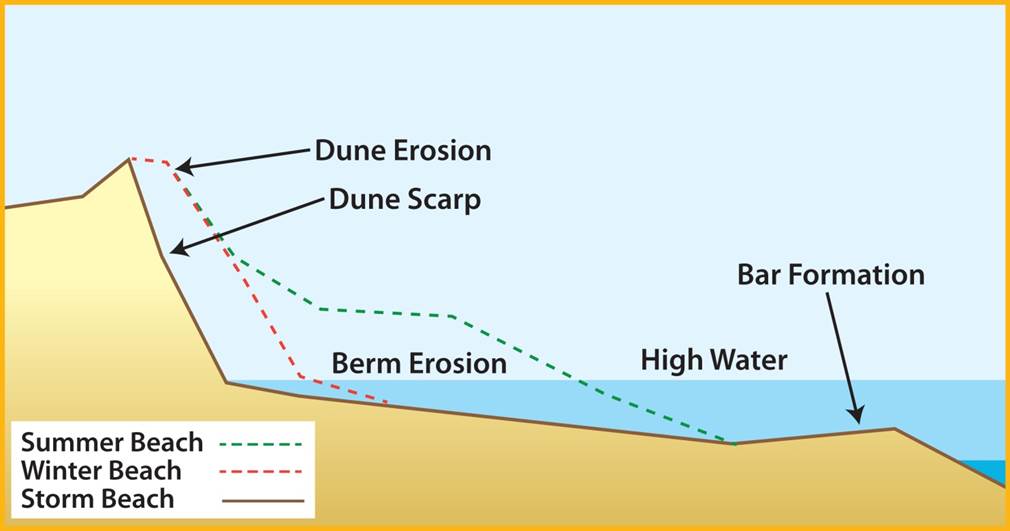 Dune Erosion
Dune Scarp
Bar Formation
Berm Erosion
High Water
Summer Beach
Winter Beach
Storm Beach